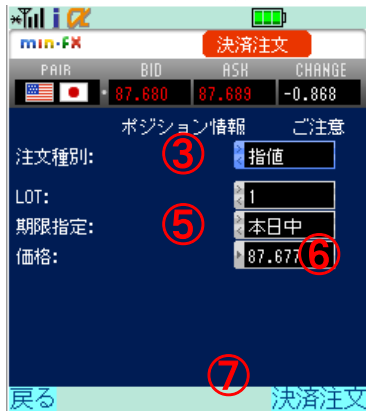 i α
min-FX 決済注文
PAIR BID ASK CHANGE
87.680 87.689 -0.868
ポジション情報 ご注意
注文種別: ③ 指値
LOT: 1
期限指定: ⑤ 本日中
価格: 87.677 ⑥
⑦
戻る 決済注文